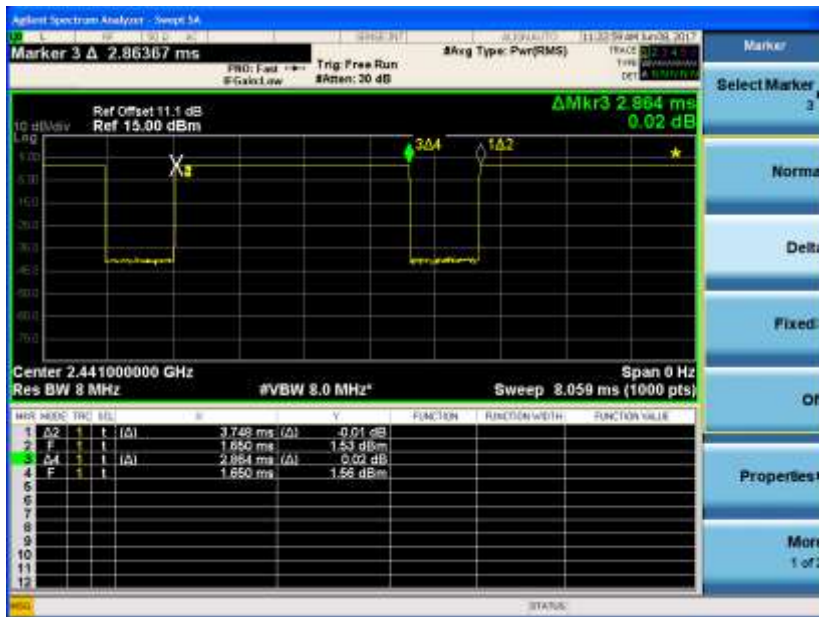 Agilent Spectrum Analyzer - Swept SA
Marker 3 Δ 2.86367 ms
PNO: Fast
IFGain:Low
Trig: Free Run
#Atten: 30 dB
#Avg Type: Pwr(RMS)
TRACE
TYPE
DET
Ref Offset 11.1 dB
10 dB/div Ref 15.00 dBm
Log
ΔMkr3 2.864 ms
0.02 dB
3Δ4
1Δ2
Center 2.441000000 GHz
Span 0 Hz
Res BW 8 MHz
#VBW 8.0 MHz*
Sweep 8.059 ms (1000 pts)
MKR MODE TRC SCL X Y FUNCTION FUNCTION WIDTH FUNCTION VALUE
1 Δ2 1 t (Δ) 3.748 ms (Δ) -0.01 dB
2 F 1 t 1.650 ms 1.53 dBm
3 Δ4 1 t (Δ) 2.864 ms (Δ) 0.02 dB
4 F 1 t 1.650 ms 1.56 dBm
5
6
7
8
9
10
11
12
MSG
STATUS
Marker
Select Marker
3
Norma
Delta
Fixed
Of
Properties
More
1 of 2